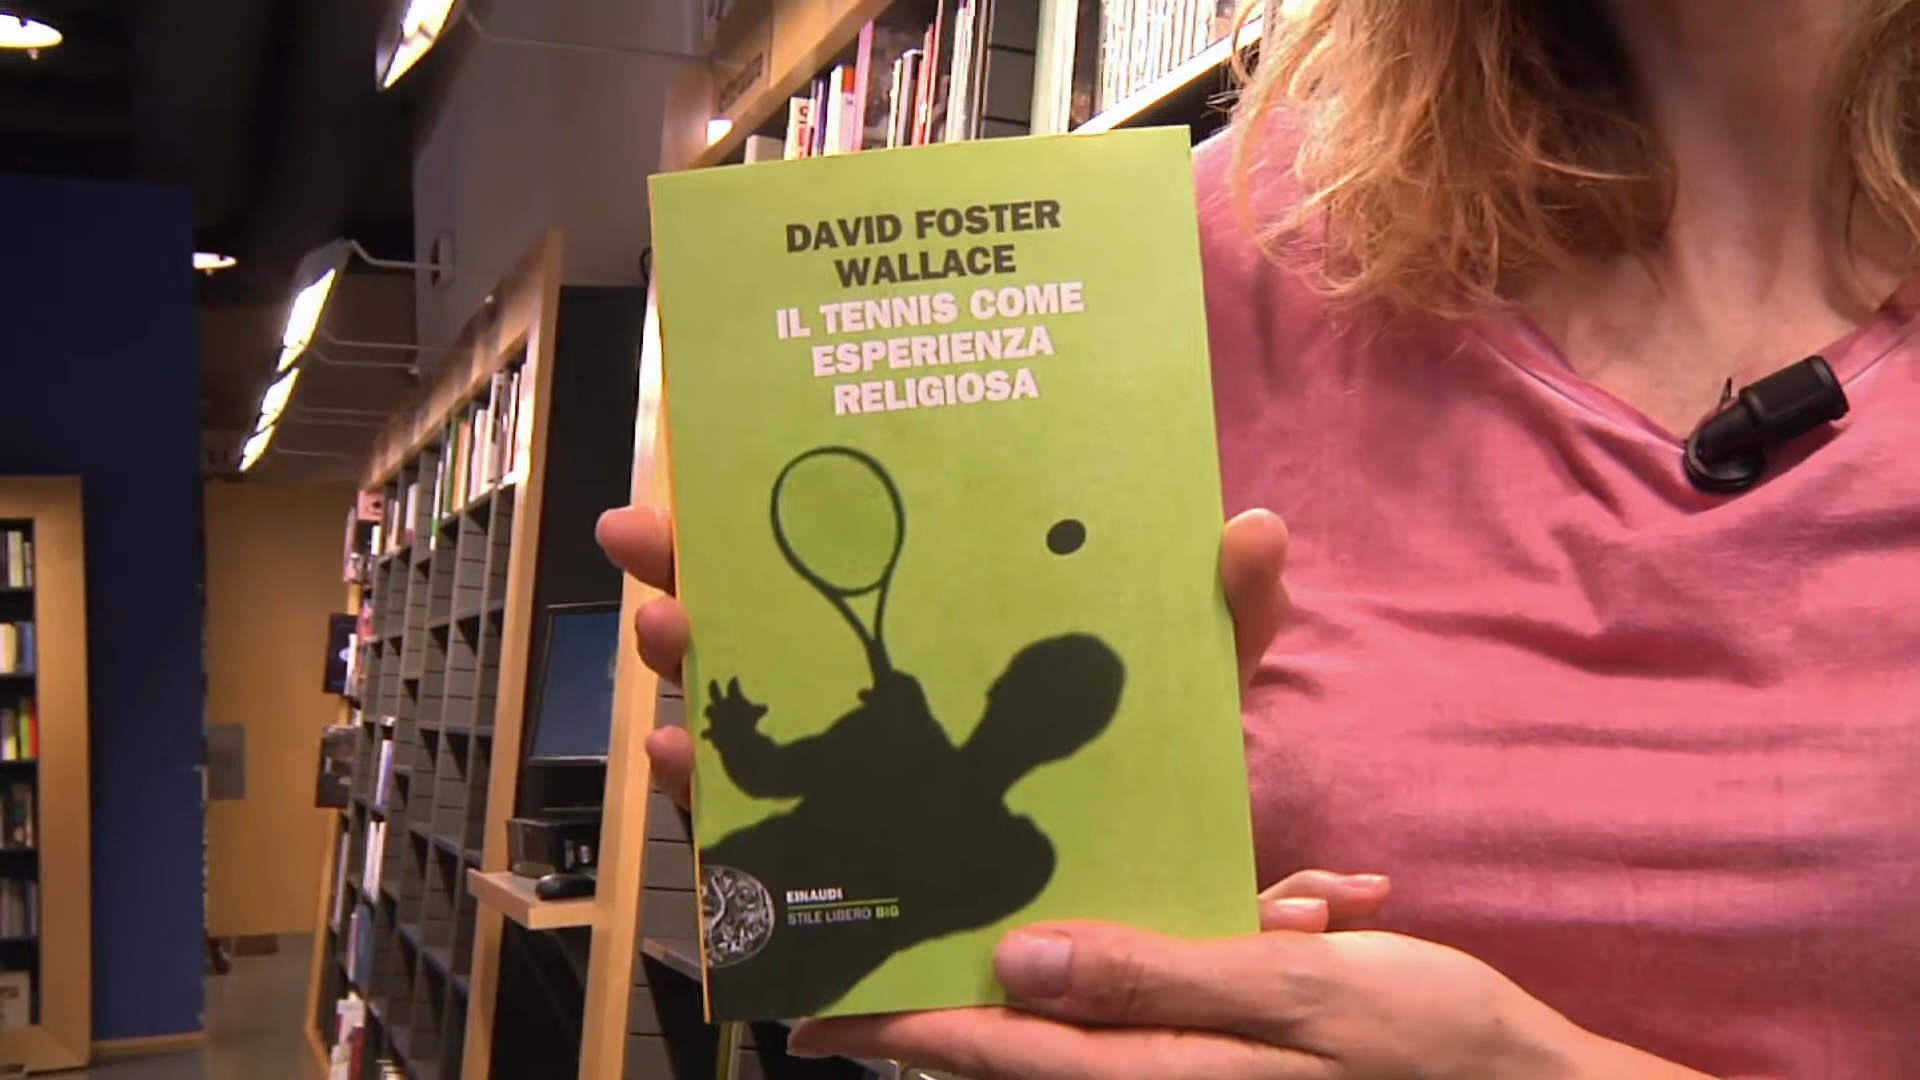 DAVID FOSTER
WALLACE
IL TENNIS COME
ESPERIENZA
RELIGIOSA
EINAUDI
STILE LIBERO BIG